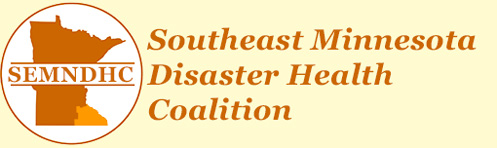 SEMNDHC
Southeast Minnesota
Disaster Health
Coalition